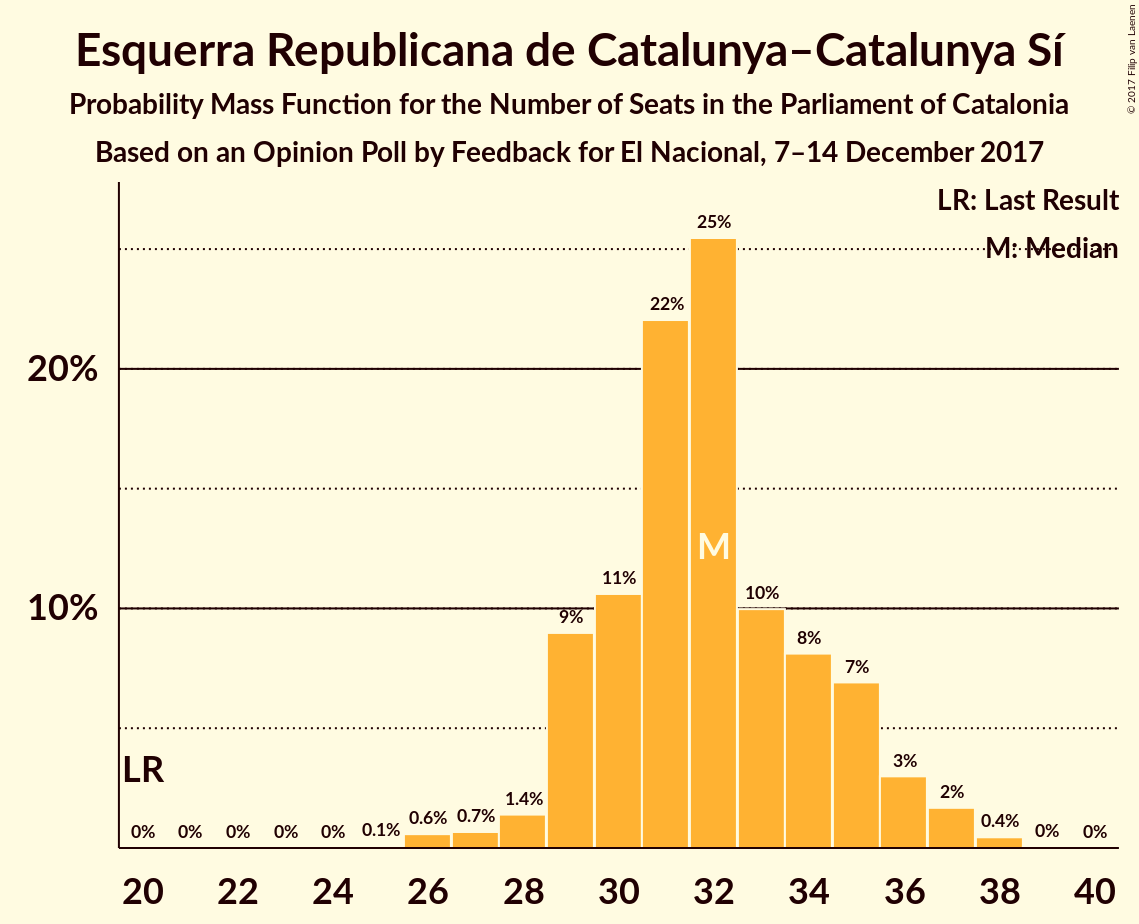 Esquerra Republicana de Catalunya–Catalunya Sí
Probability Mass Function for the Number of Seats in the Parliament of Catalonia
Based on an Opinion Poll by Feedback for El Nacional, 7–14 December 2017
© 2017 Filip van Laenen
LR: Last Result
M: Median
25%
22%
20%
M
11%
10%
10%
9%
8%
7%
LR
3%
2%
1.4%
0% 0% 0% 0% 0% 0.1% 0.6% 0.7% 0.4% 0% 0%
20 22 24 26 28 30 32 34 36 38 40